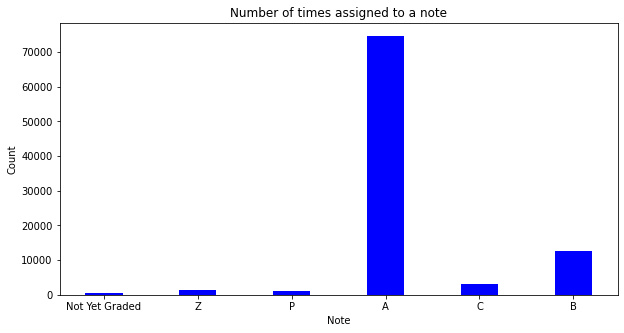 Number of times assigned to a note
Count
70000
60000
50000
40000
30000
20000
10000
0
Not Yet Graded Z P A C B
Note